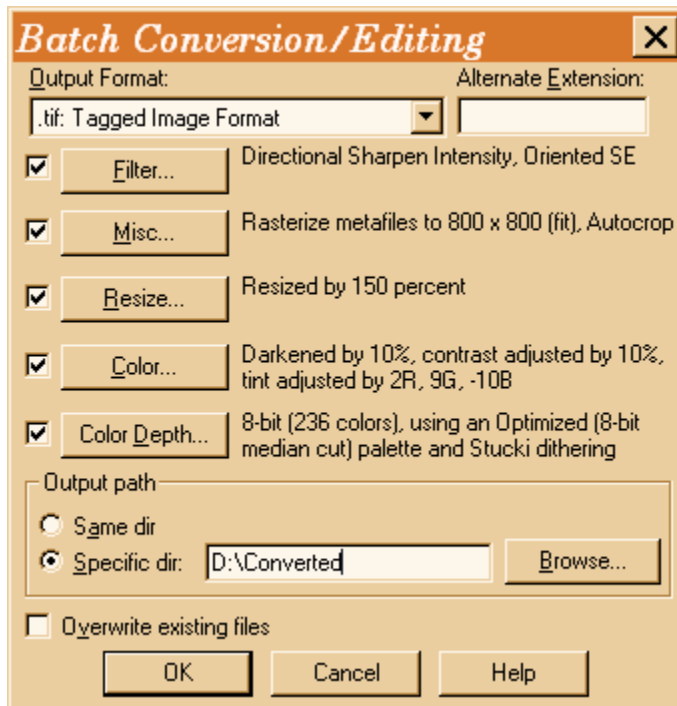 Batch Conversion/Editing
Output Format:
Alternate Extension:
.tif: Tagged Image Format
Filter...
Directional Sharpen Intensity, Oriented SE
Misc...
Rasterize metafiles to 800 x 800 (fit), Autocrop
Resize...
Resized by 150 percent
Color...
Darkened by 10%, contrast adjusted by 10%,
tint adjusted by 2R, 9G, -10B
Color Depth...
8-bit (236 colors), using an Optimized (8-bit
median cut) palette and Stucki dithering
Output path
Same dir
Specific dir:
D:\Converted
Browse...
Overwrite existing files
OK
Cancel
Help